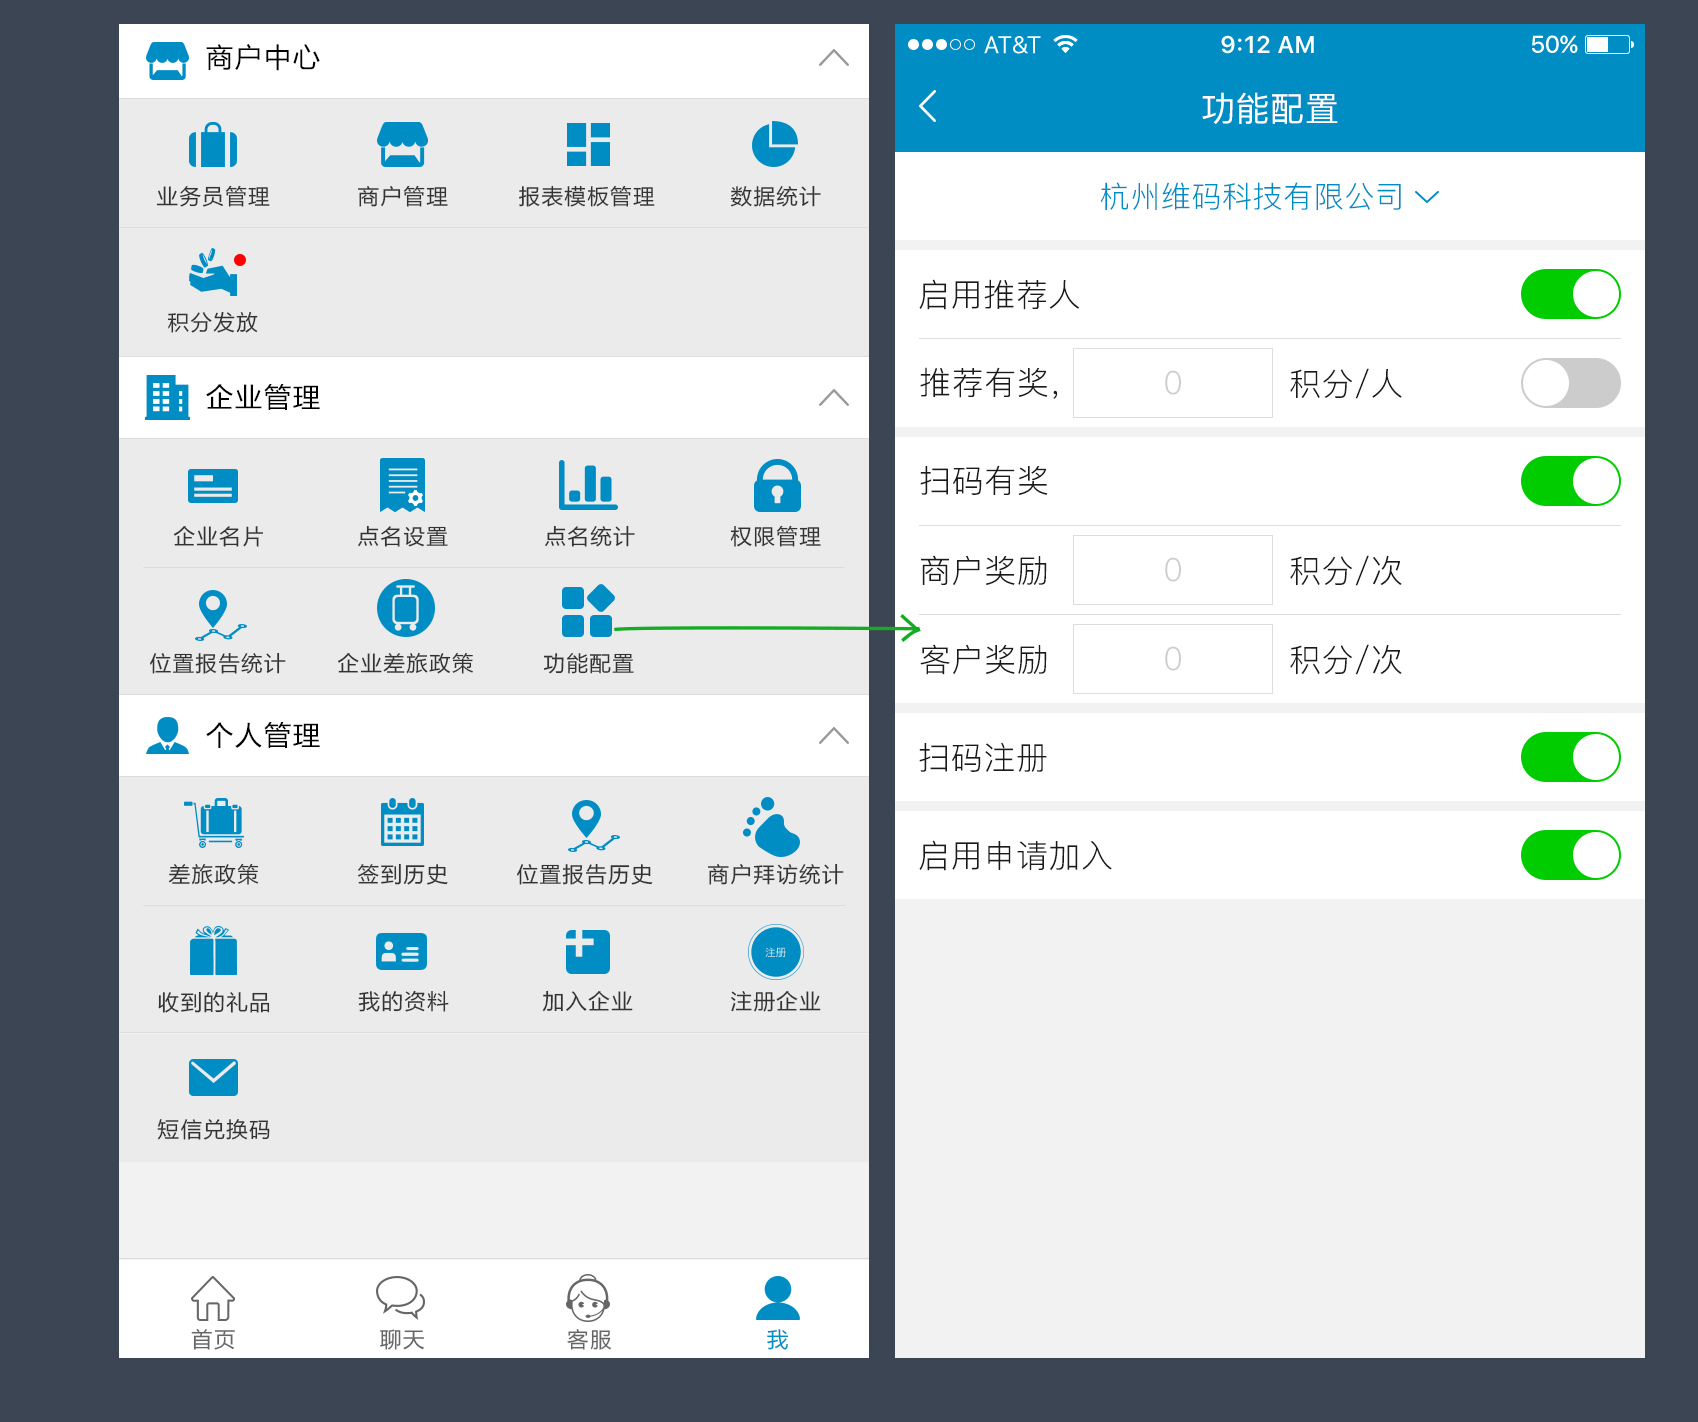 商户中心
业务员管理 商户管理 报表模板管理 数据统计
积分发放
企业管理
企业名片 点名设置 点名统计 权限管理
位置报告统计 企业差旅政策 功能配置
个人管理
差旅政策 签到历史 位置报告历史 商户拜访统计
注册
收到的礼品 我的资料 加入企业 注册企业
短信兑换码
首页 聊天 客服 我
AT&T 9:12 AM 50%
功能配置
杭州维码科技有限公司
启用推荐人
推荐有奖, 0 积分/人
扫码有奖
商户奖励 0 积分/次
客户奖励 0 积分/次
扫码注册
启用申请加入